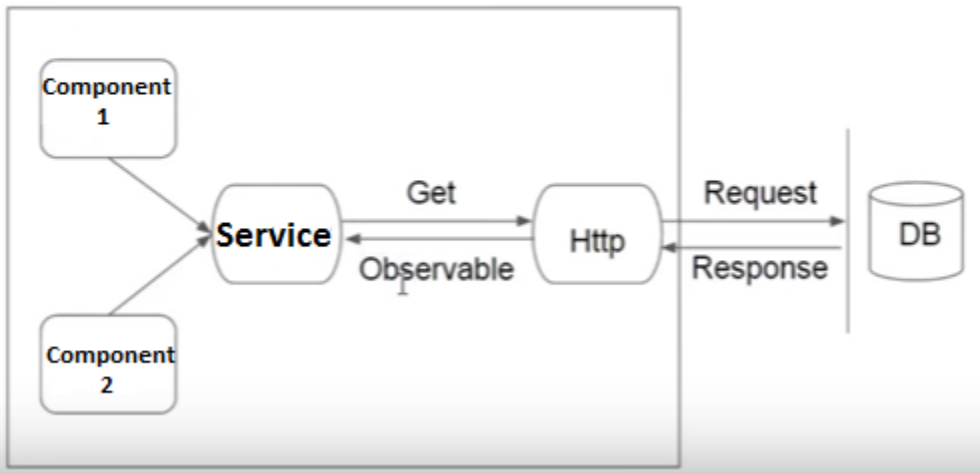 Component
1
Service
Get
Observable
Http
Request
Response
DB
Component
2